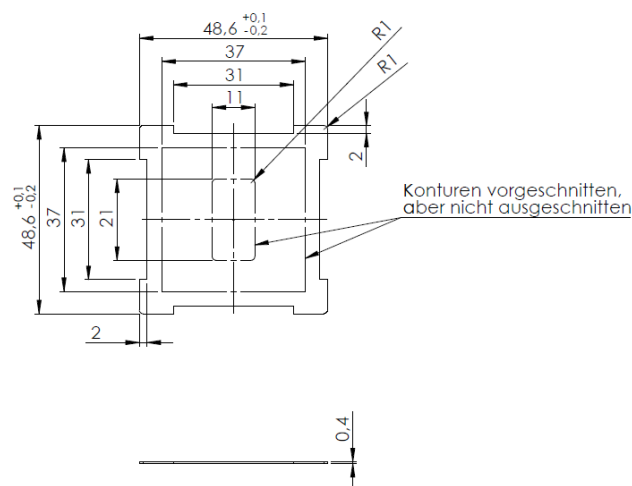 48,6 +0,1 -0,2
37
31
11
R1
R1
2
48,6 +0,1 -0,2
37
31
21
Konturen vorgeschnitten,
aber nicht ausgeschnitten
2
0,4